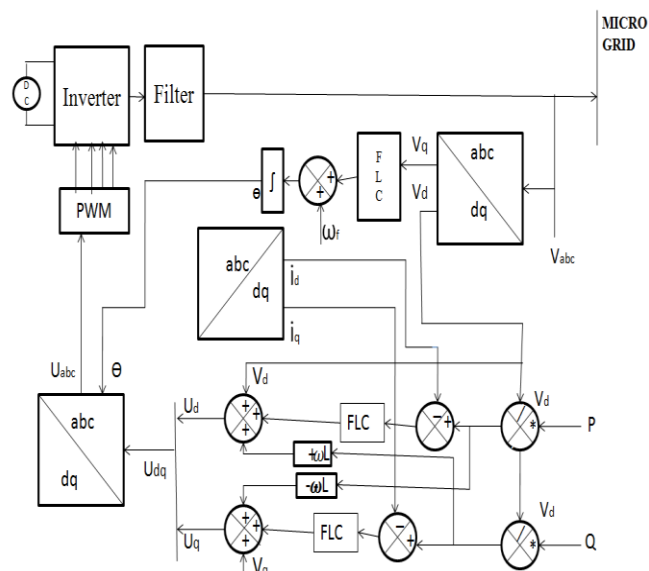 MICRO
GRID
D
C
Inverter
Filter
F
L
C
Vq
Vd
abc
dq
∫
θ
+
+
ωf
PWM
Vabc
abc
dq
id
iq
Uabc
θ
Vd
Ud
+
+
+
FLC
−
+
Vd
/
*
P
abc
dq
Udq
+ωL
-ωL
Vd
Uq
+
+
+
FLC
−
+
/
*
Q
Vq